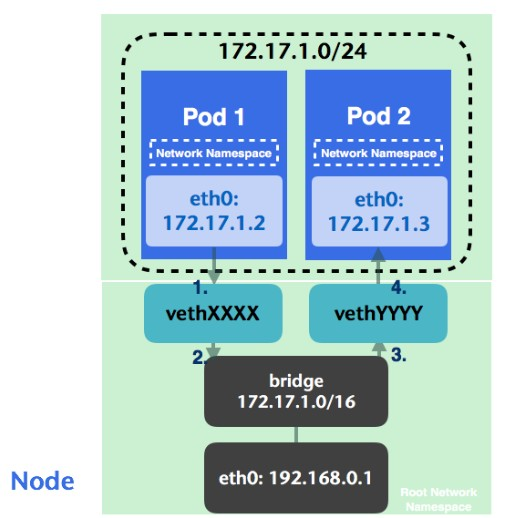 172.17.1.0/24
Pod 1
Pod 2
Network Namespace
Network Namespace
eth0:
172.17.1.2
eth0:
172.17.1.3
1.
4.
vethXXXX
vethYYYY
2.
3.
bridge
172.17.1.0/16
Node
eth0: 192.168.0.1
Root Network
Namespace